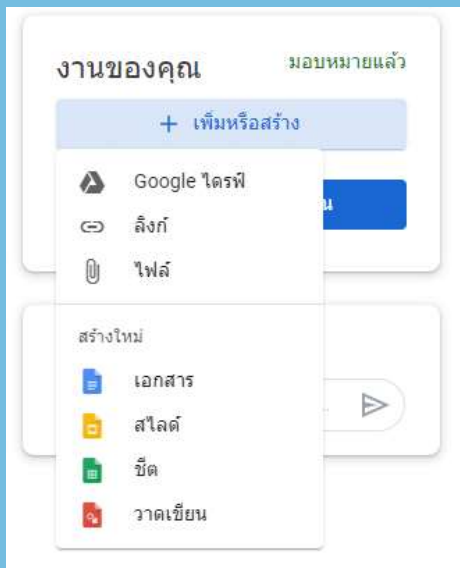 งานของคุณ
มอบหมายแล้ว
+ เพิ่มหรือสร้าง
Google ไดรฟ์
ลิงก์
ไฟล์
สร้างใหม่
เอกสาร
สไลด์
ชีต
วาดเขียน